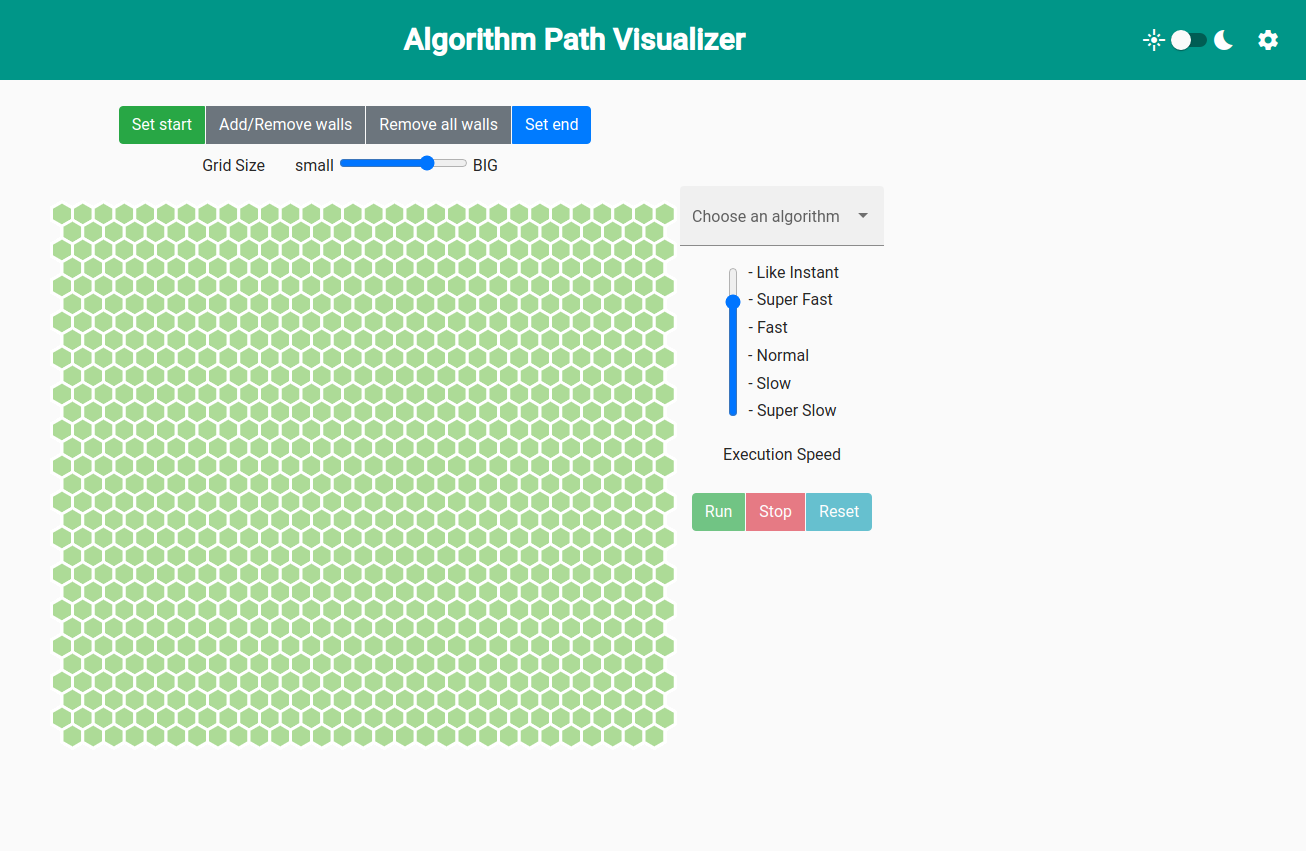 Algorithm Path Visualizer
Set start Add/Remove walls Remove all walls Set end
Grid Size small BIG
Choose an algorithm
- Like Instant
- Super Fast
- Fast
- Normal
- Slow
- Super Slow
Execution Speed
Run Stop Reset